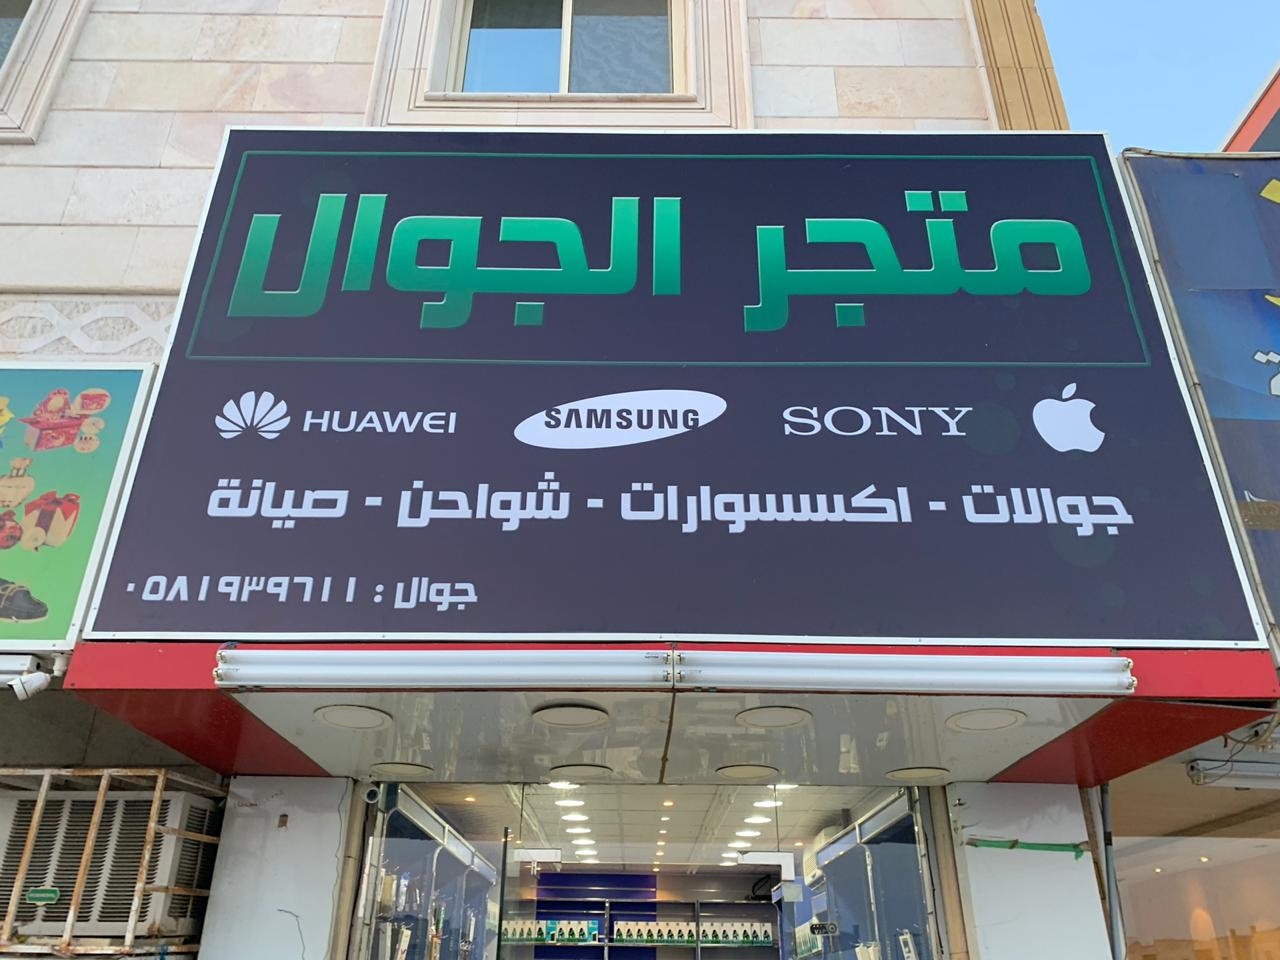 متجر الجوال
HUAWEI SAMSUNG SONY
جوالات - اكسسوارات - شواحن - صيانة
جوال : ٠٥٨١٩٣٩٦١١